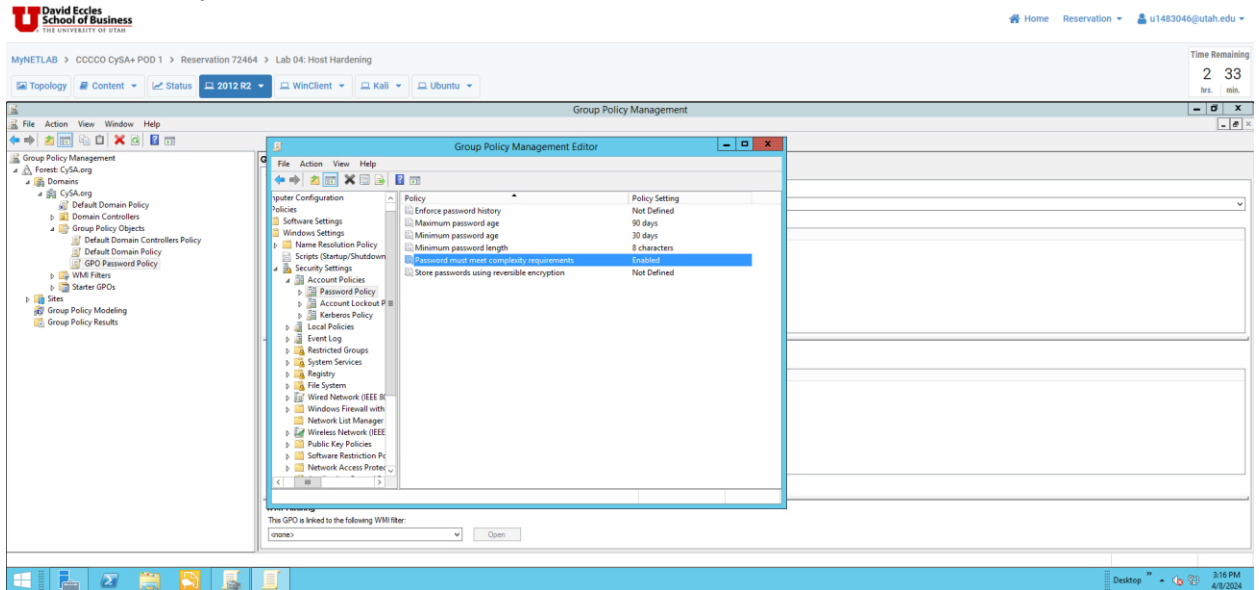 David Eccles
School of Business
THE UNIVERSITY OF UTAH
Home Reservation u1483046@utah.edu
MyNETLAB > CCCCO CySA+ POD 1 > Reservation 72464 > Lab 04: Host Hardening
Time Remaining
2 33
hrs. min.
Topology Content Status 2012 R2 WinClient Kali Ubuntu
Group Policy Management
File Action View Window Help
Group Policy Management
Forest: CySA.org
Domains
CySA.org
Default Domain Policy
Domain Controllers
Group Policy Objects
Default Domain Controllers Policy
Default Domain Policy
GPO Password Policy
WMI Filters
Starter GPOs
Sites
Group Policy Modeling
Group Policy Results
Group Policy Management Editor
File Action View Help
nputer Configuration
Policies
Software Settings
Windows Settings
Name Resolution Policy
Scripts (Startup/Shutdown
Security Settings
Account Policies
Password Policy
Account Lockout P
Kerberos Policy
Local Policies
Event Log
Restricted Groups
System Services
Registry
File System
Wired Network (IEEE 80
Windows Firewall with
Network List Manager
Wireless Network (IEEE
Public Key Policies
Software Restriction Po
Network Access Protec
Policy Policy Setting
Enforce password history Not Defined
Maximum password age 90 days
Minimum password age 30 days
Minimum password length 8 characters
Password must meet complexity requirements Enabled
Store passwords using reversible encryption Not Defined
This GPO is linked to the following WMI filter:
<none> Open
Desktop
3:16 PM
4/8/2024